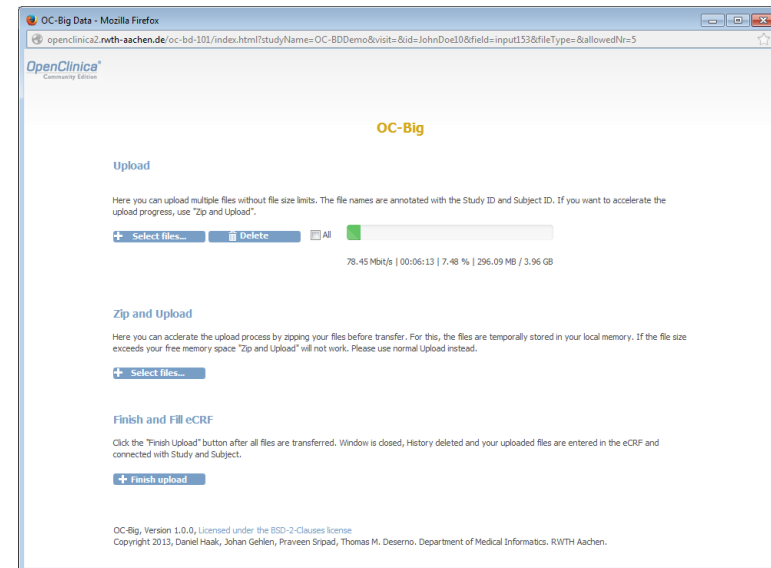 OC-Big Data - Mozilla Firefox
openclinica2.rwth-aachen.de/oc-bd-101/index.html?studyName=OC-BDDemo&visit=&id=JohnDoe10&field=input153&fileType=&allowedNr=5
OpenClinica®
Community Edition
OC-Big
Upload
Here you can upload multiple files without file size limits. The file names are annotated with the Study ID and Subject ID. If you want to accelerate the
upload progress, use "Zip and Upload".
Select files... Delete All
78.45 Mbit/s | 00:06:13 | 7.48 % | 296.09 MB / 3.96 GB
Zip and Upload
Here you can acclerate the upload process by zipping your files before transfer. For this, the files are temporally stored in your local memory. If the file size
exceeds your free memory space "Zip and Upload" will not work. Please use normal Upload instead.
Select files...
Finish and Fill eCRF
Click the "Finish Upload" button after all files are transferred. Window is closed, History deleted and your uploaded files are entered in the eCRF and
connected with Study and Subject.
Finish upload
OC-Big, Version 1.0.0, Licensed under the BSD-2-Clauses license
Copyright 2013, Daniel Haak, Johan Gehlen, Praveen Sripad, Thomas M. Deserno. Department of Medical Informatics. RWTH Aachen.